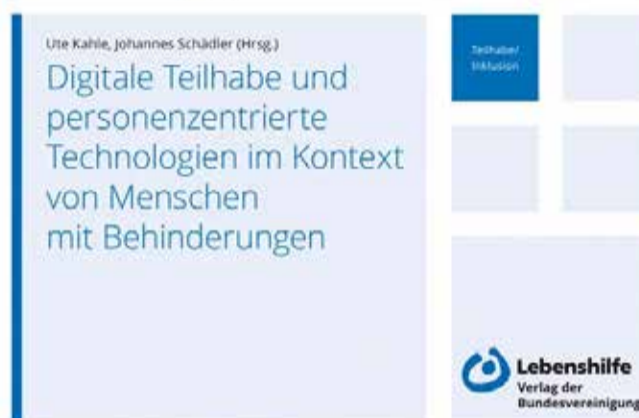 Ute Kahle, Johannes Schädler (Hrsg.)
Digitale Teilhabe und
personenzentrierte
Technologien im Kontext
von Menschen
mit Behinderungen
Teilhabe/
Inklusion
Lebenshilfe
Verlag der
Bundesvereinigung